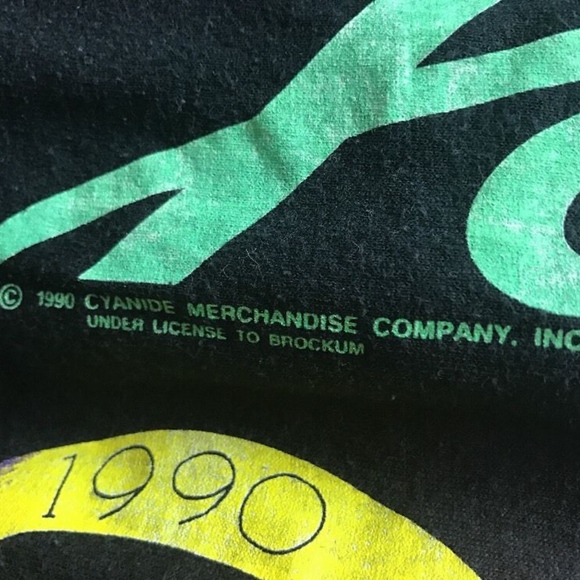 © 1990 CYANIDE MERCHANDISE COMPANY, INC
UNDER LICENSE TO BROCKUM
1990